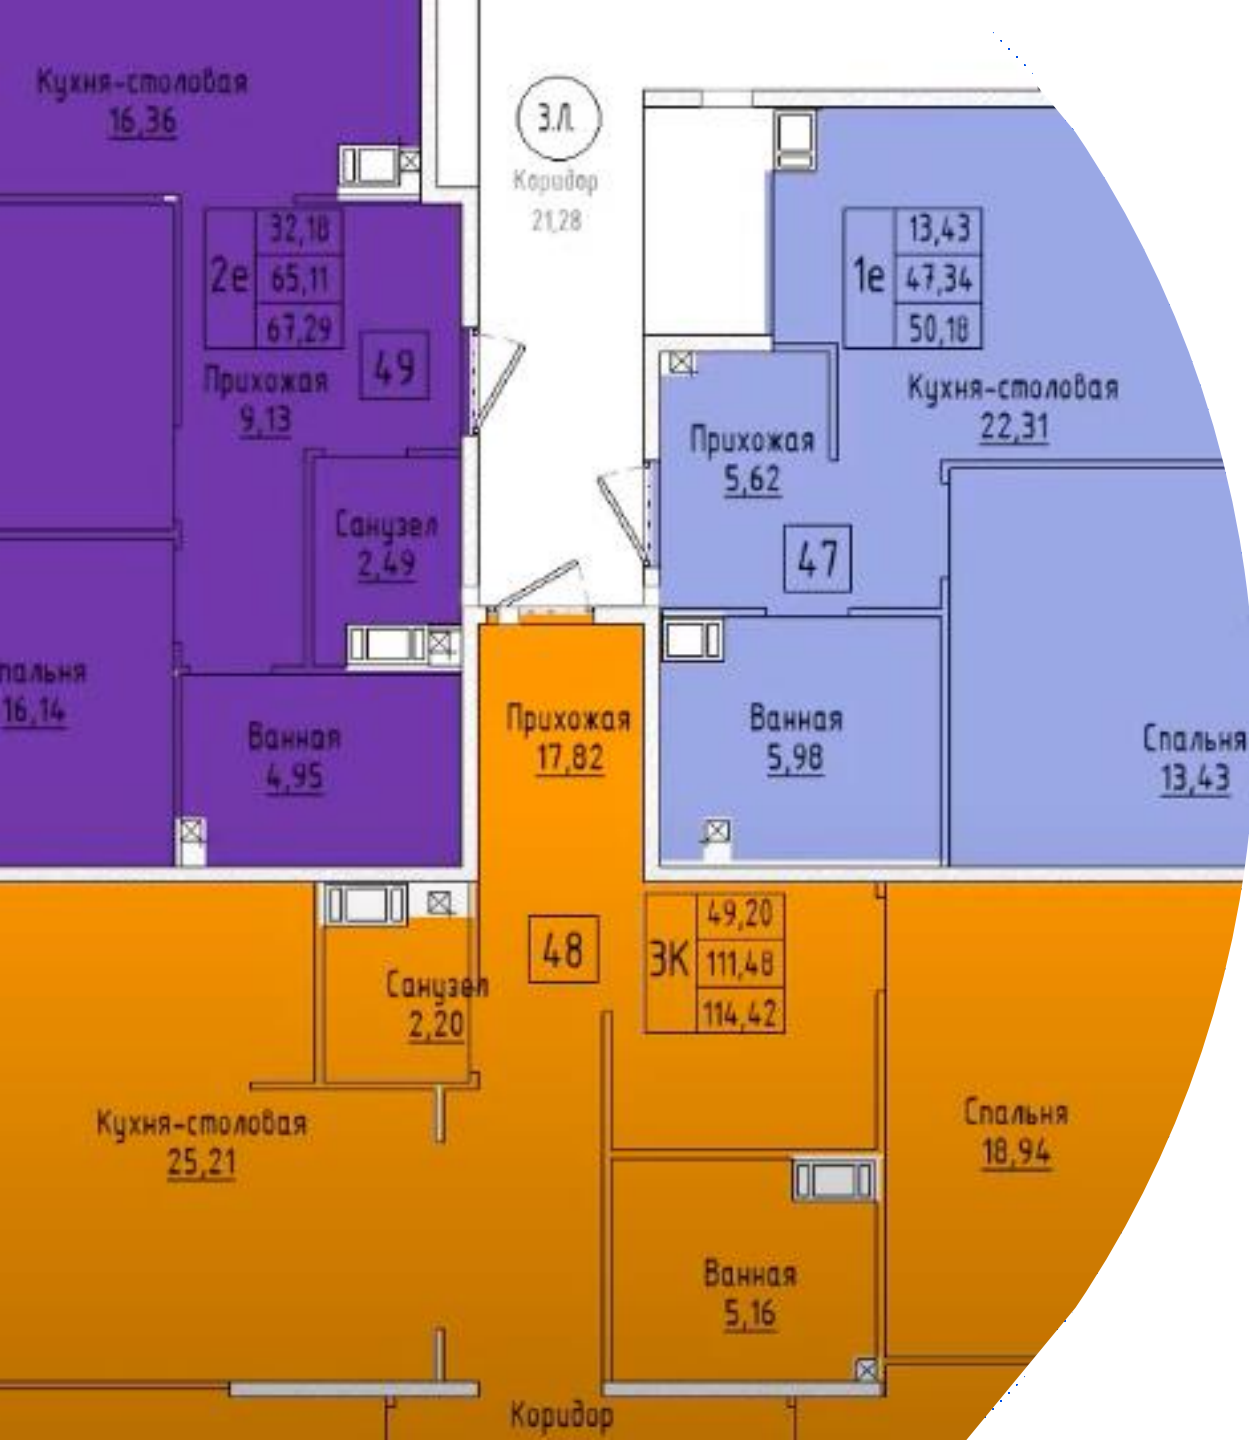 Кухня-столовая
16,36
З.Л.
Коридор
21,28
2е
32,18
65,11
67,29
Прихожая
9,13
49
1е
13,43
47,34
50,18
Кухня-столовая
22,31
Прихожая
5,62
Санузел
2,49
47
пальня
16,14
Ванная
4,95
Прихожая
17,82
Ванная
5,98
Спальня
13,43
48
3К
49,20
111,48
114,42
Санузел
2,20
Кухня-столовая
25,21
Спальня
18,94
Ванная
5,16
Коридор